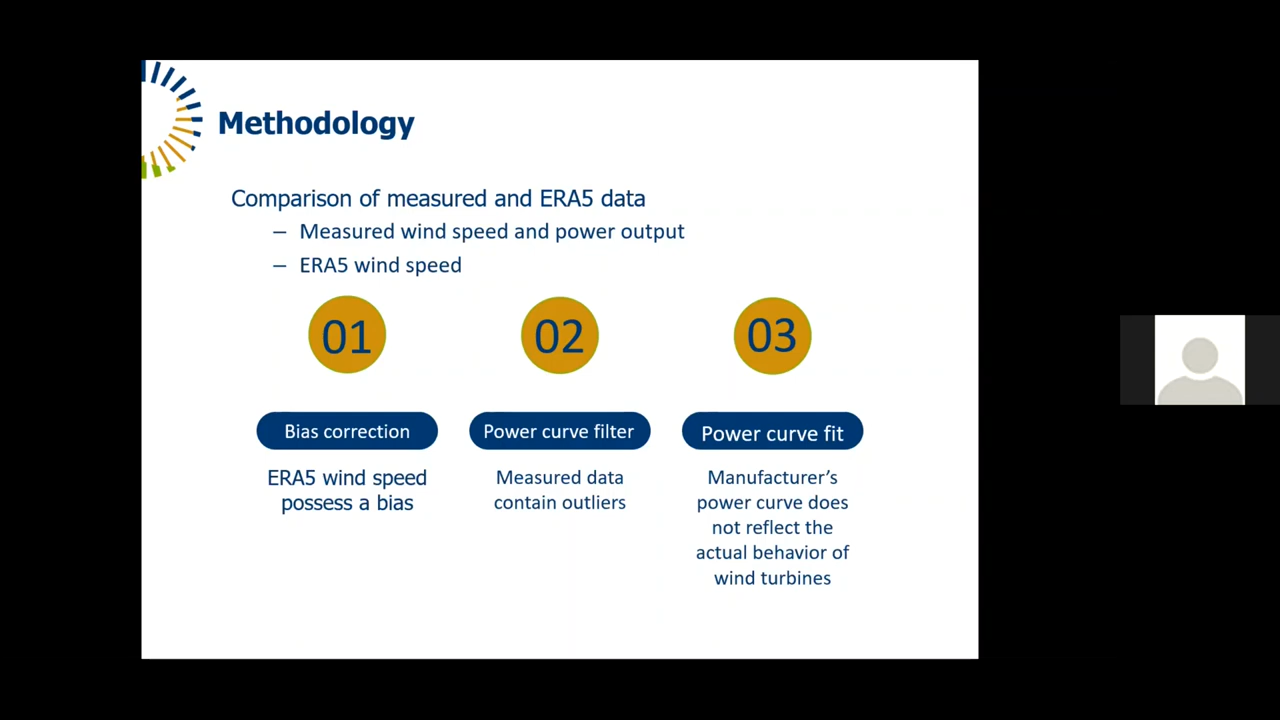 Methodology
Comparison of measured and ERA5 data
– Measured wind speed and power output
– ERA5 wind speed
01
02
03
Bias correction
Power curve filter
Power curve fit
ERA5 wind speed
possess a bias
Measured data
contain outliers
Manufacturer’s
power curve does
not reflect the
actual behavior of
wind turbines